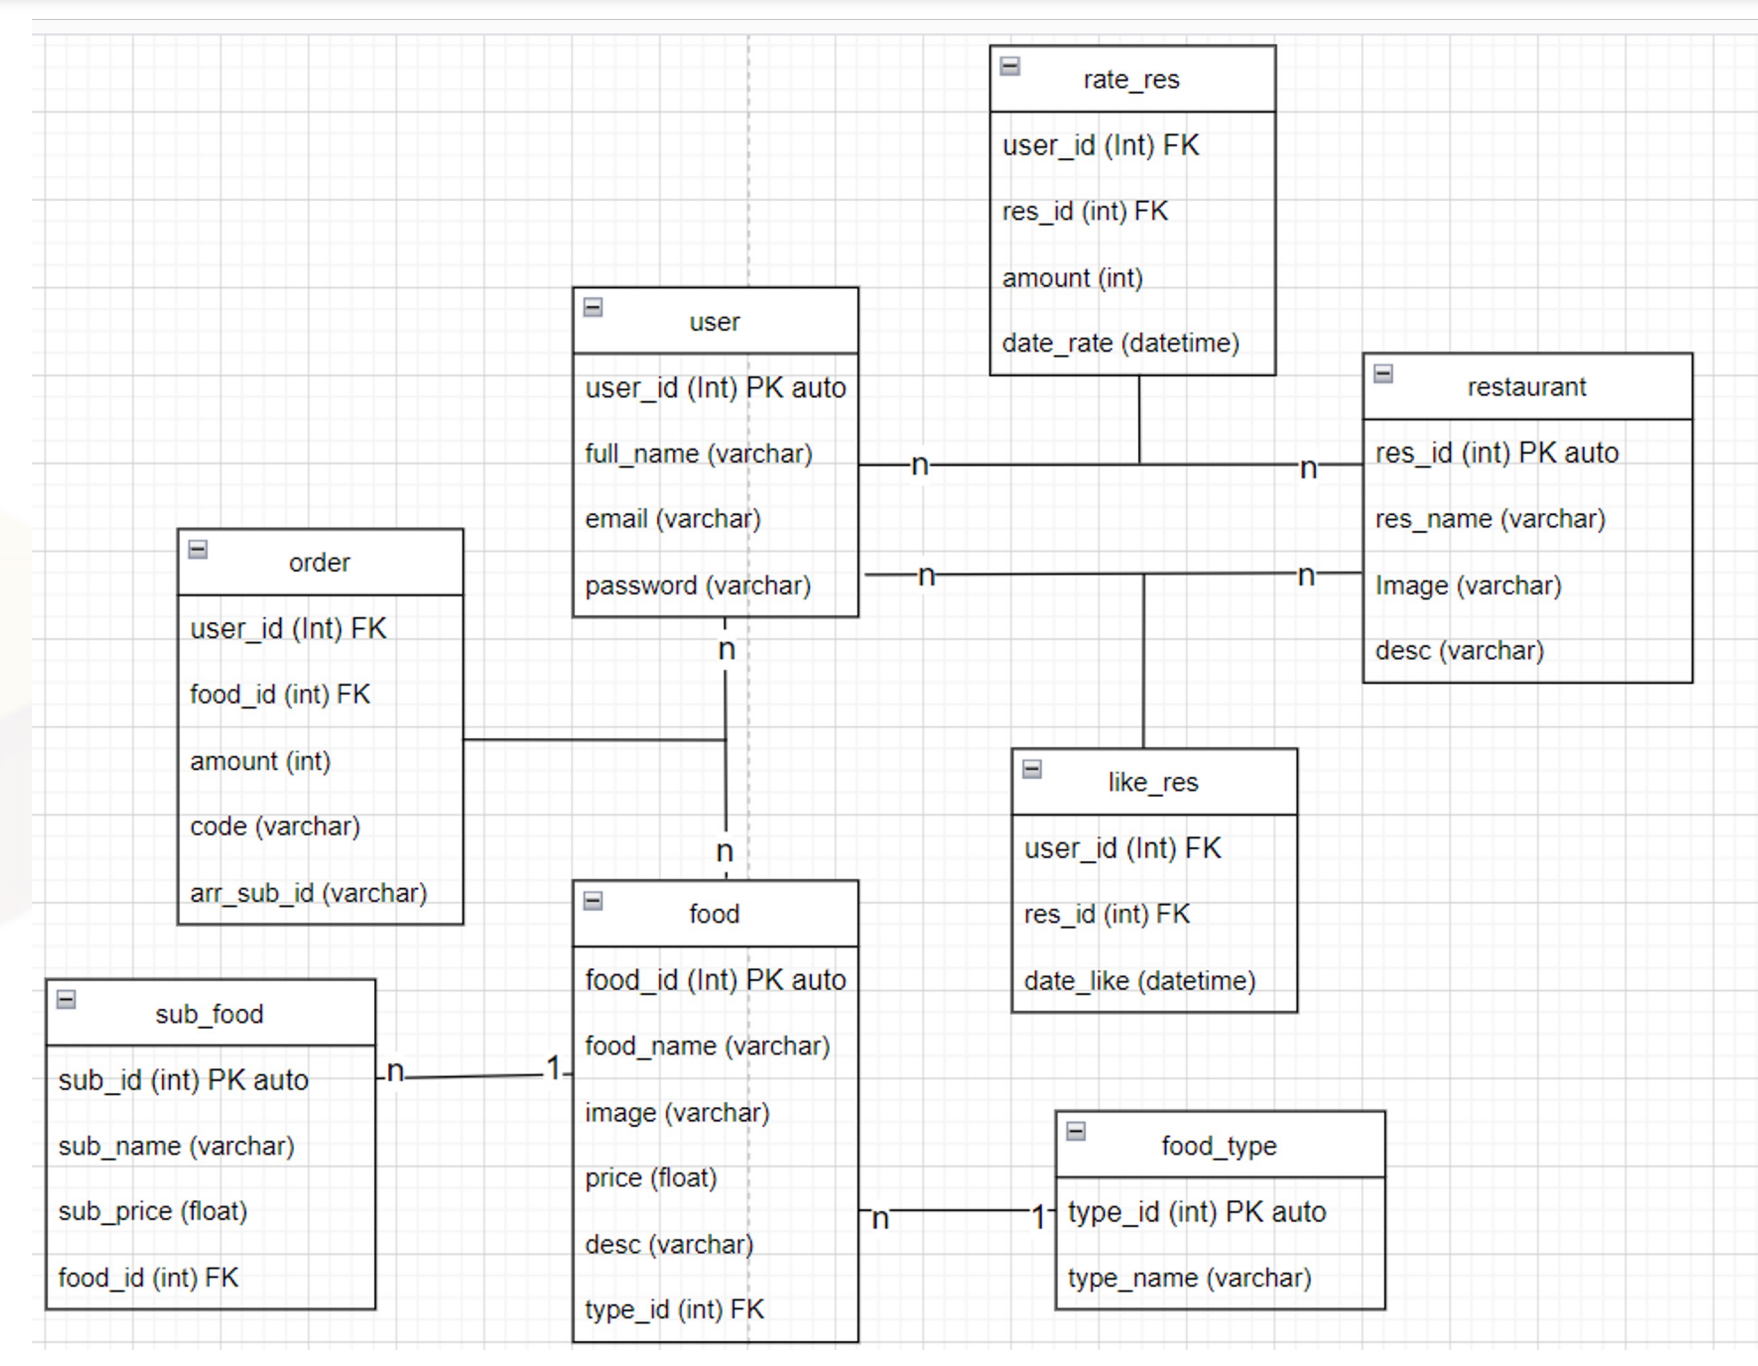 rate_res
user_id (Int) FK
res_id (int) FK
amount (int)
date_rate (datetime)
user
user_id (Int) PK auto
full_name (varchar)
email (varchar)
password (varchar)
n
n
n
n
restaurant
res_id (int) PK auto
res_name (varchar)
Image (varchar)
desc (varchar)
order
user_id (Int) FK
food_id (int) FK
amount (int)
code (varchar)
arr_sub_id (varchar)
n
n
like_res
user_id (Int) FK
res_id (int) FK
date_like (datetime)
food
food_id (Int) PK auto
food_name (varchar)
image (varchar)
price (float)
desc (varchar)
type_id (int) FK
sub_food
sub_id (int) PK auto
sub_name (varchar)
sub_price (float)
food_id (int) FK
n
1
n
1
food_type
type_id (int) PK auto
type_name (varchar)